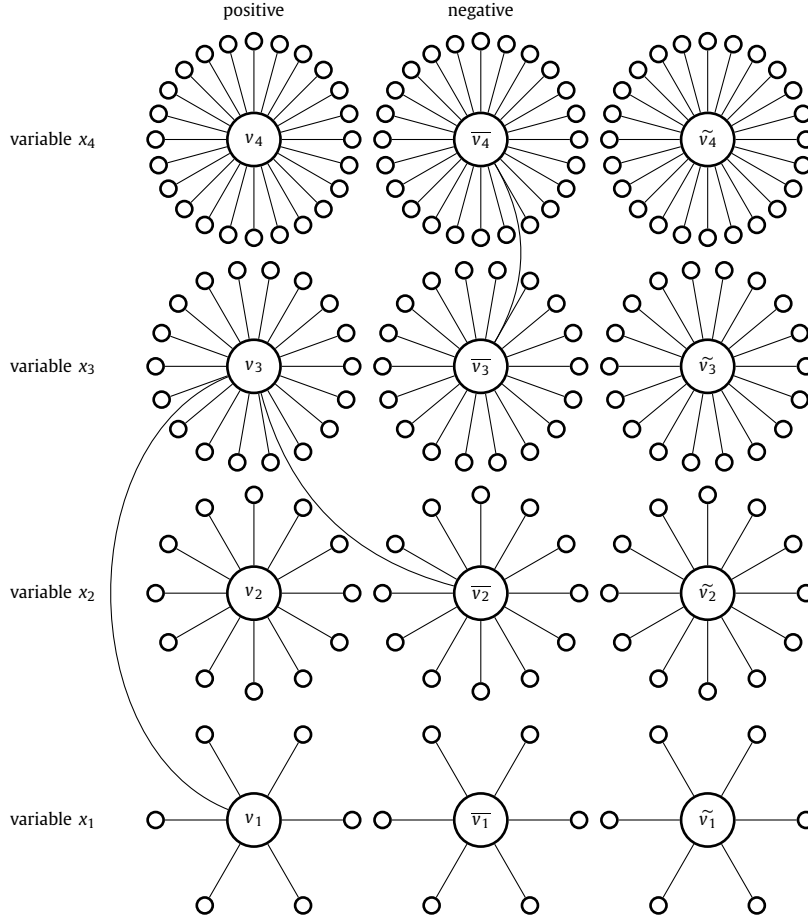 positive negative
variable x₄ v₄ v̅₄ ṽ₄
variable x₃ v₃ v̅₃ ṽ₃
variable x₂ v₂ v̅₂ ṽ₂
variable x₁ v₁ v̅₁ ṽ₁